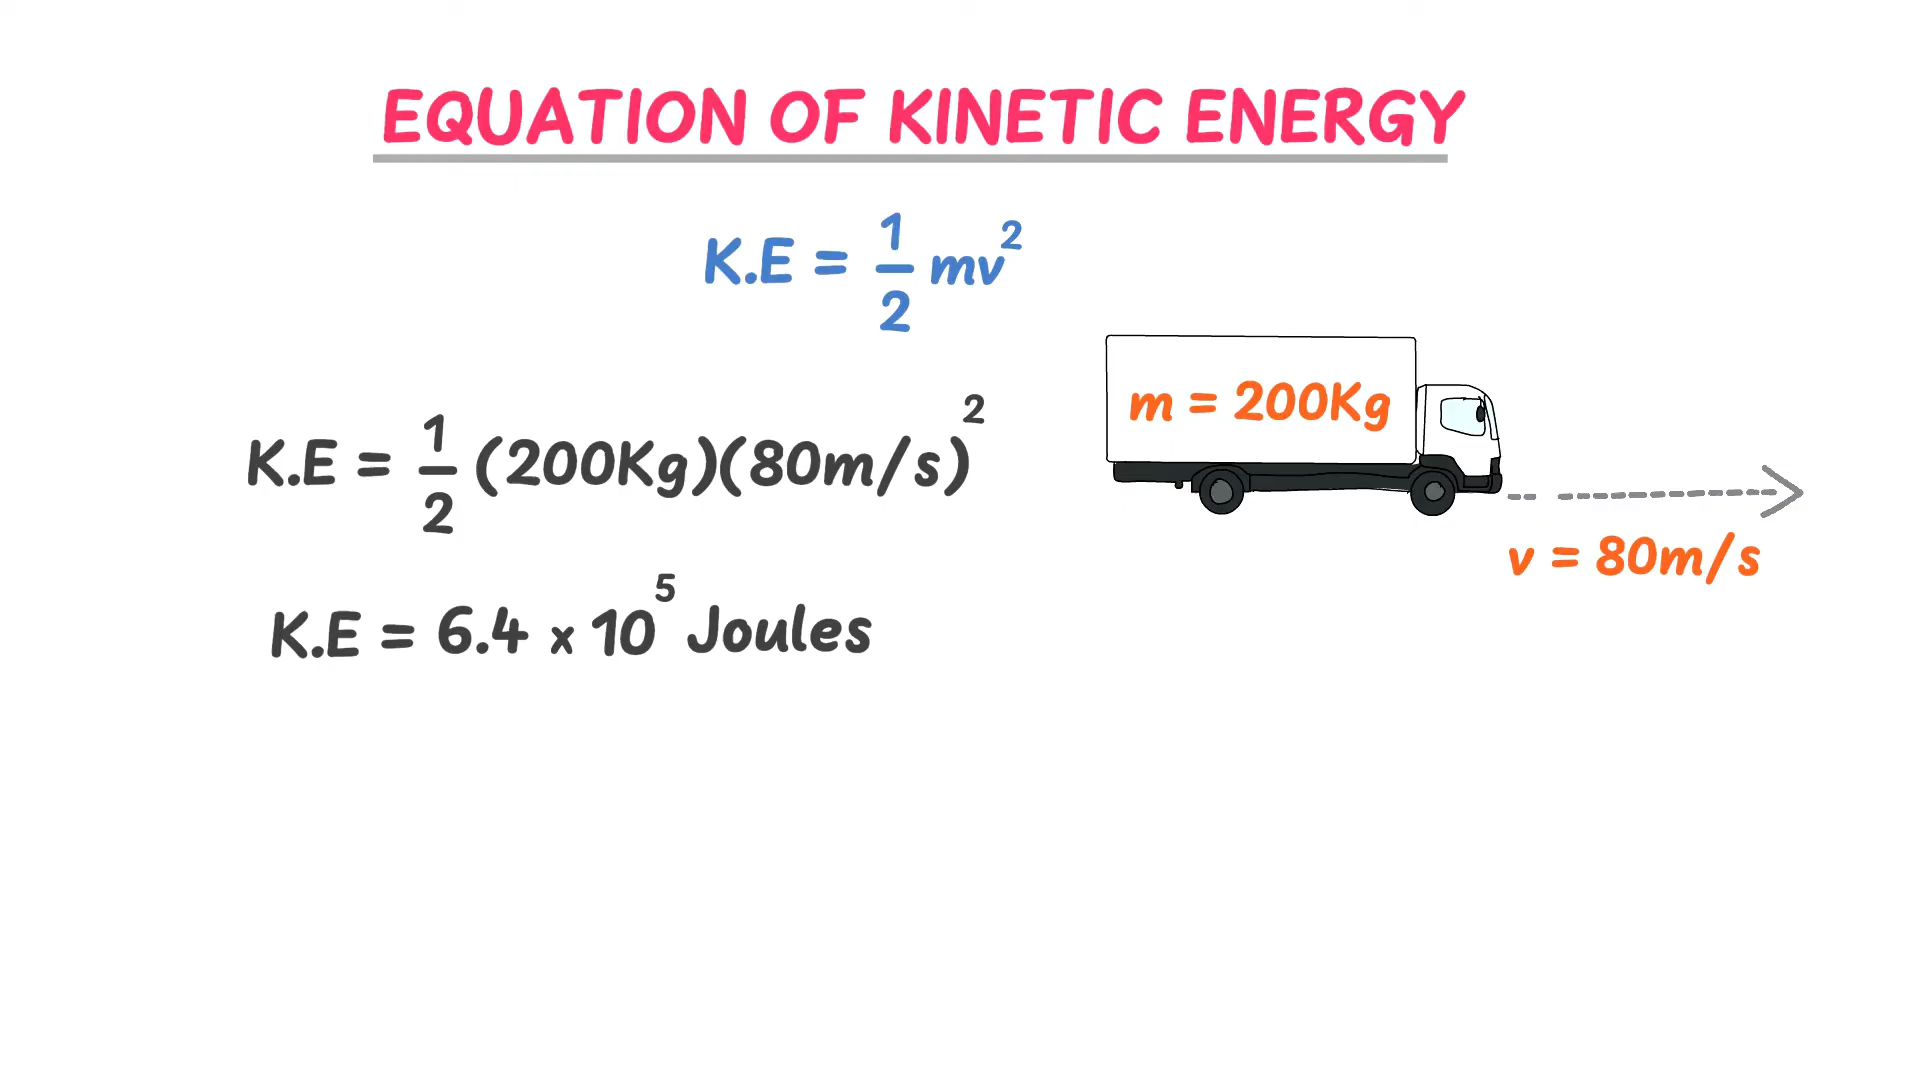 EQUATION OF KINETIC ENERGY
K.E = 1/2 mv²
m = 200Kg
K.E = 1/2 (200Kg)(80m/s)²
v = 80m/s
K.E = 6.4 x 10⁵ Joules